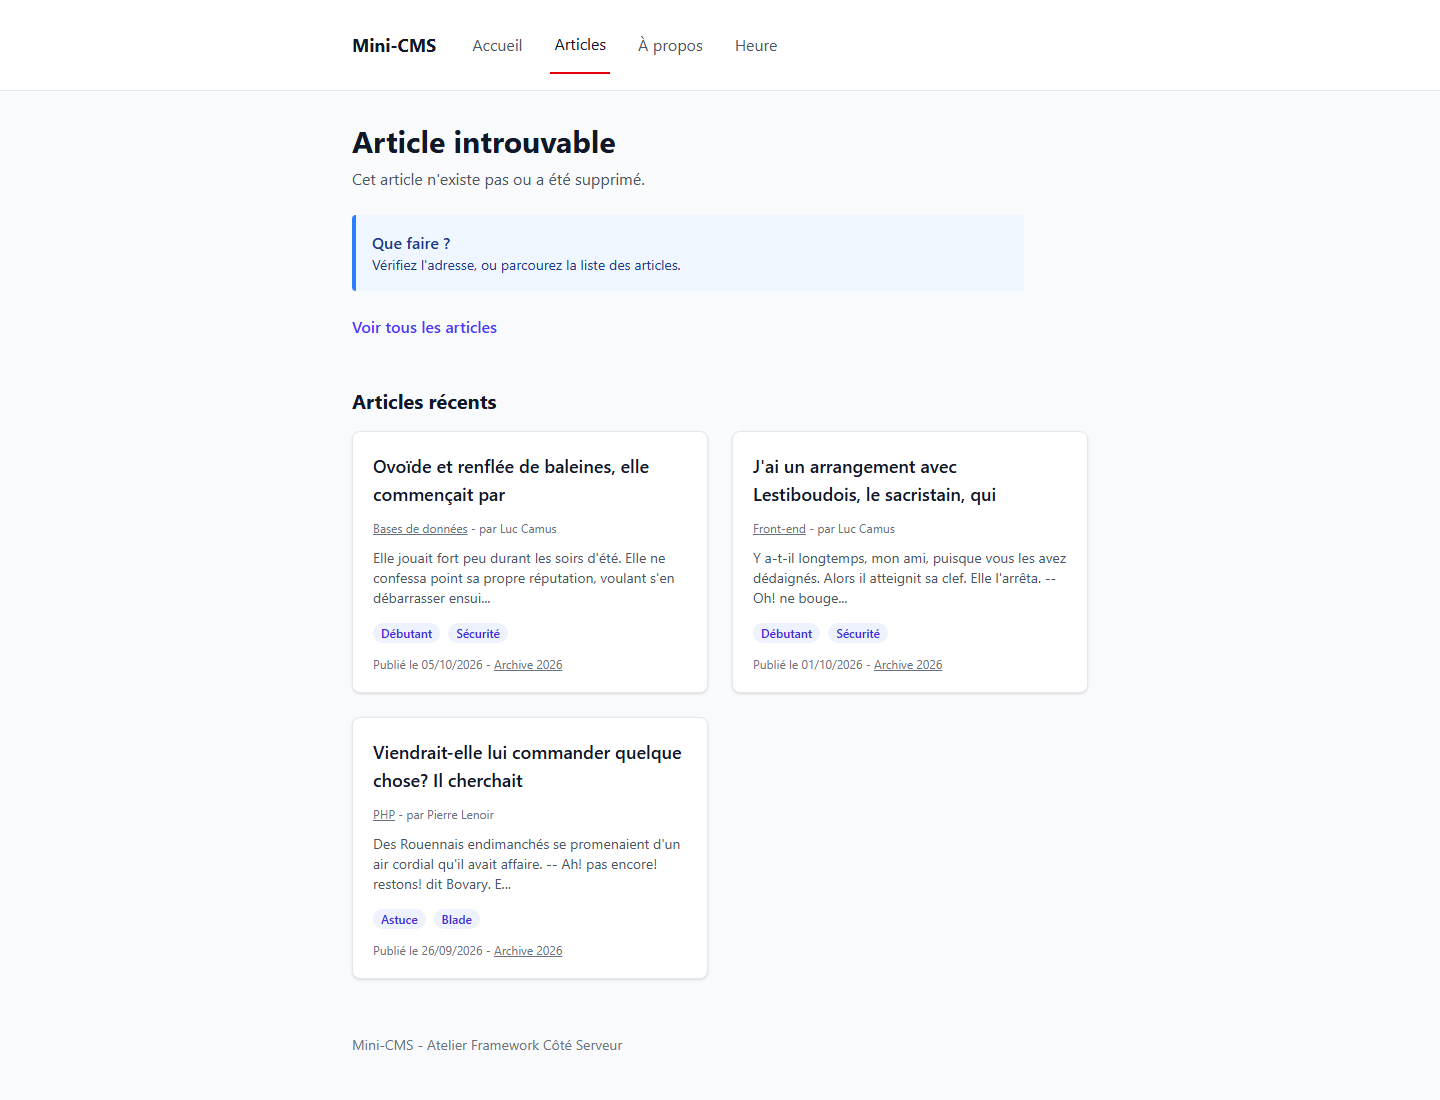 Mini-CMS Accueil Articles À propos Heure
Article introuvable
Cet article n'existe pas ou a été supprimé.
Que faire ?
Vérifiez l'adresse, ou parcourez la liste des articles.
Voir tous les articles
Articles récents
Ovoïde et renflée de baleines, elle
commençait par
Bases de données - par Luc Camus
Elle jouait fort peu durant les soirs d'été. Elle ne
confessa point sa propre réputation, voulant s'en
débarrasser ensui...
Débutant Sécurité
Publié le 05/10/2026 - Archive 2026
J'ai un arrangement avec
Lestiboudois, le sacristain, qui
Front-end - par Luc Camus
Y a-t-il longtemps, mon ami, puisque vous les avez
dédaignés. Alors il atteignit sa clef. Elle l'arrêta. --
Oh! ne bouge...
Débutant Sécurité
Publié le 01/10/2026 - Archive 2026
Viendrait-elle lui commander quelque
chose? Il cherchait
PHP - par Pierre Lenoir
Des Rouennais endimanchés se promenaient d'un
air cordial qu'il avait affaire. -- Ah! pas encore!
restons! dit Bovary. E...
Astuce Blade
Publié le 26/09/2026 - Archive 2026
Mini-CMS - Atelier Framework Côté Serveur